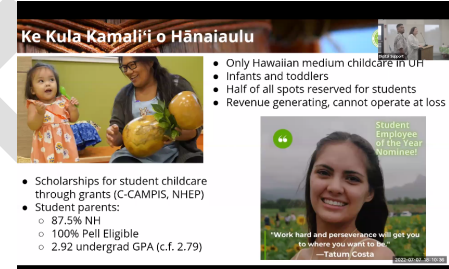 Ke Kula Kamaliʻi o Hānaiaulu
Digital Support
• Only Hawaiian medium childcare in UH
• Infants and toddlers
• Half of all spots reserved for students
• Revenue generating, cannot operate at loss
Student
Employee
of the Year
Nominee!
• Scholarships for student childcare
through grants (C-CAMPIS, NHEP)
• Student parents:
○ 87.5% NH
○ 100% Pell Eligible
○ 2.92 undergrad GPA (c.f. 2.79)
"Work hard and perseverance will get you
to where you want to be."
—Tatum Costa